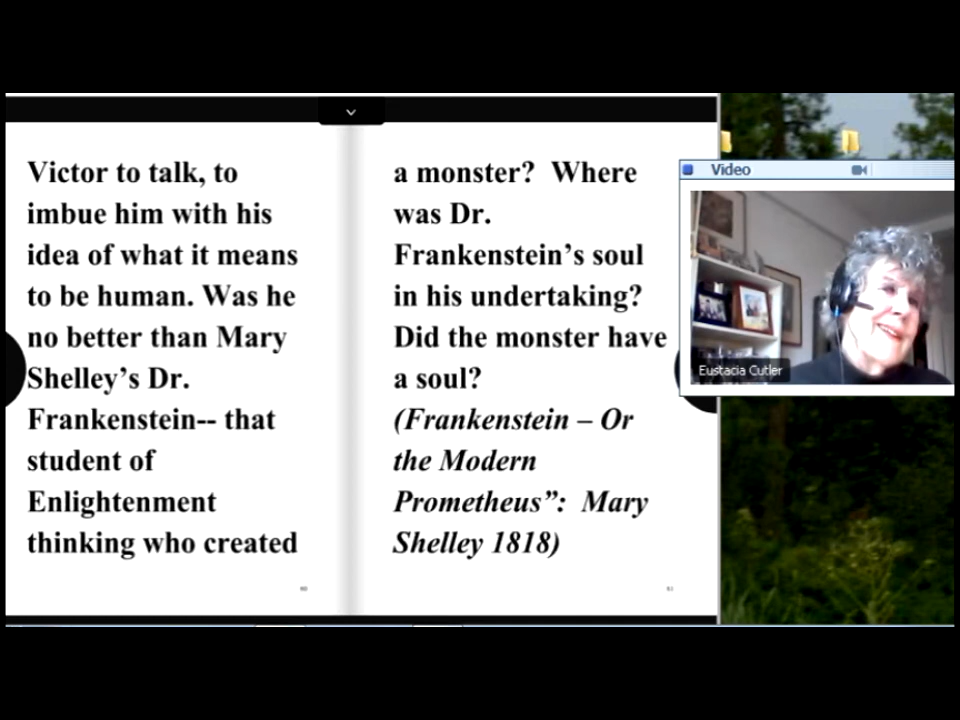 Victor to talk, to
imbue him with his
idea of what it means
to be human. Was he
no better than Mary
Shelley’s Dr.
Frankenstein-- that
student of
Enlightenment
thinking who created
a monster?  Where
was Dr.
Frankenstein’s soul
in his undertaking?
Did the monster have
a soul?
(Frankenstein – Or
the Modern
Prometheus”:  Mary
Shelley 1818)
Video
Eustacia Cutler